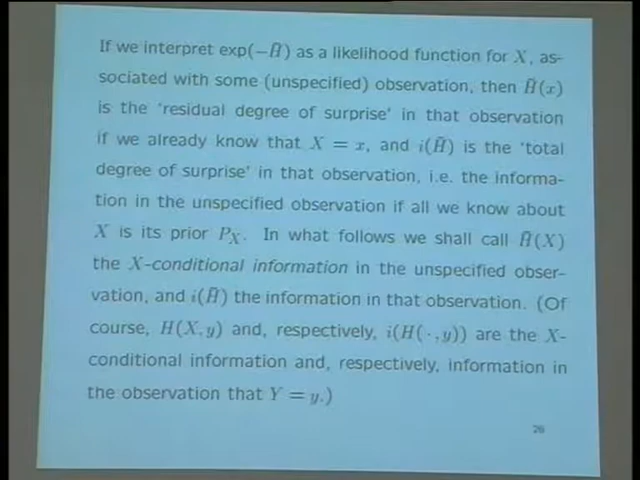 If we interpret exp(−H̃) as a likelihood function for X, as-
sociated with some (unspecified) observation, then H̃(x)
is the 'residual degree of surprise' in that observation
if we already know that X = x, and i(H̃) is the 'total
degree of surprise' in that observation, i.e. the informa-
tion in the unspecified observation if all we know about
X is its prior P_X. In what follows we shall call H̃(X)
the X-conditional information in the unspecified obser-
vation, and i(H̃) the information in that observation. (Of
course, H(X,y) and, respectively, i(H(·,y)) are the X-
conditional information and, respectively, information in
the observation that Y = y.)
26